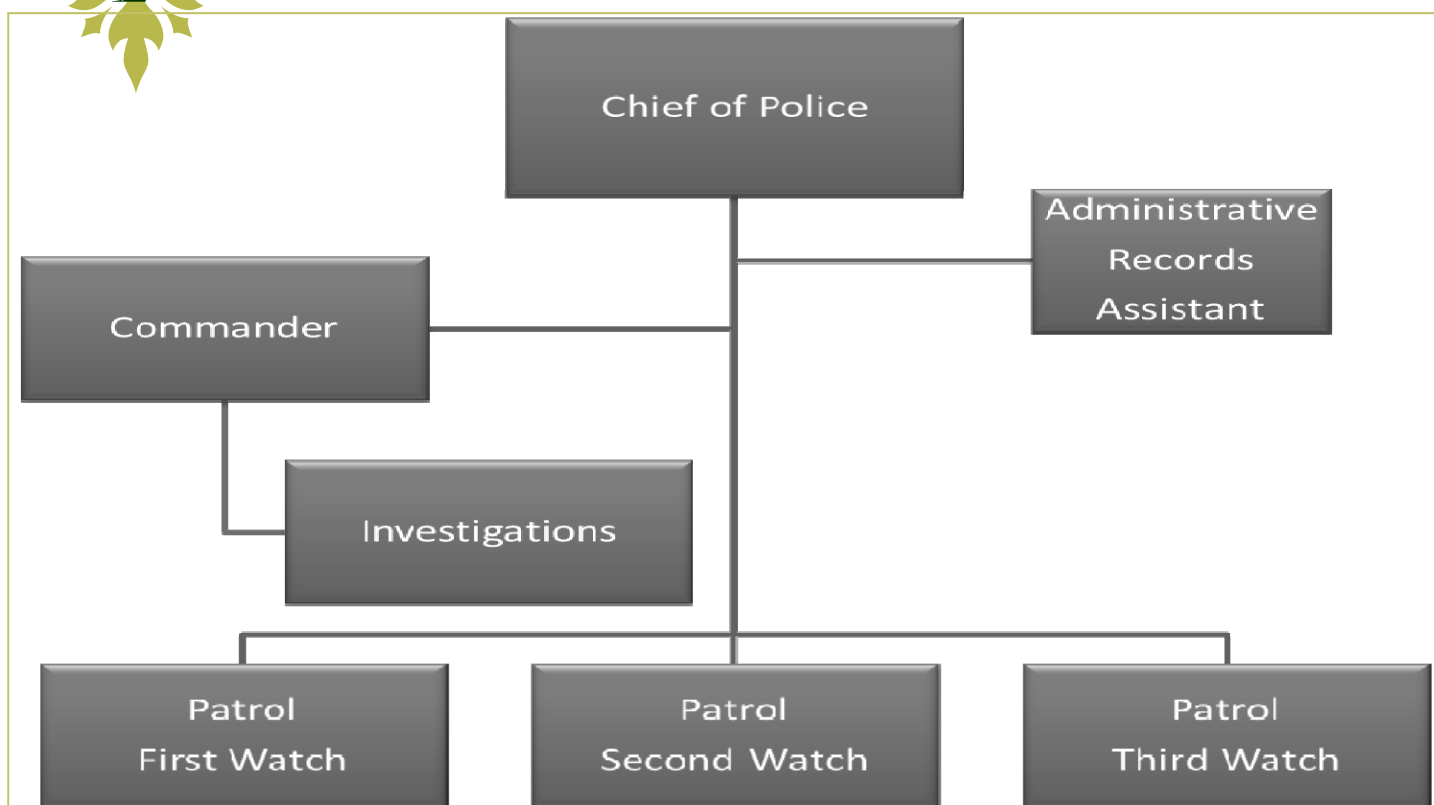 Chief of Police
Administrative
Records
Assistant
Commander
Investigations
Patrol
First Watch
Patrol
Second Watch
Patrol
Third Watch